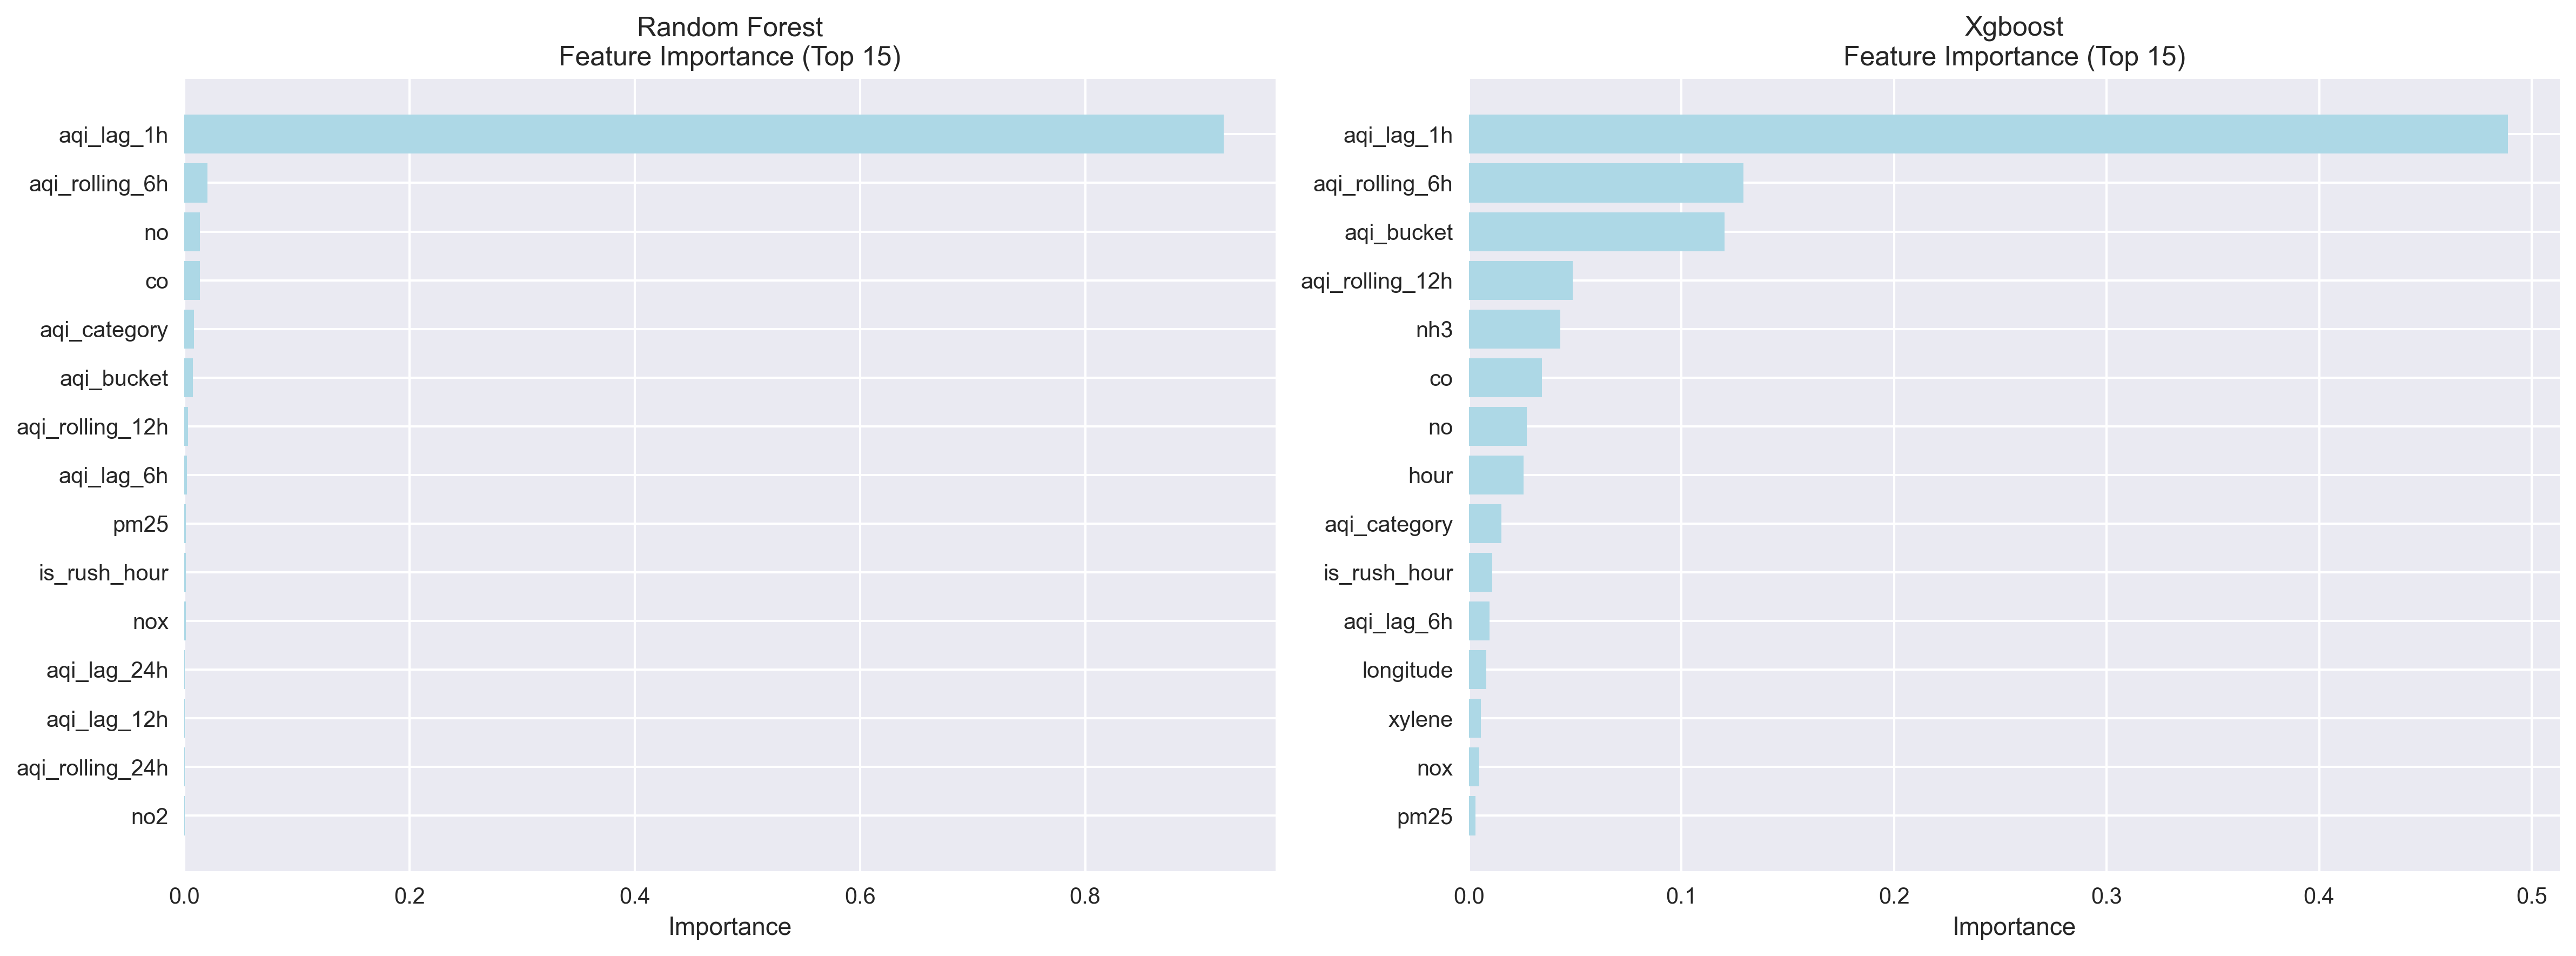 Random Forest
Feature Importance (Top 15)
aqi_lag_1h
aqi_rolling_6h
no
co
aqi_category
aqi_bucket
aqi_rolling_12h
aqi_lag_6h
pm25
is_rush_hour
nox
aqi_lag_24h
aqi_lag_12h
aqi_rolling_24h
no2
0.0 0.2 0.4 0.6 0.8
Importance
Xgboost
Feature Importance (Top 15)
aqi_lag_1h
aqi_rolling_6h
aqi_bucket
aqi_rolling_12h
nh3
co
no
hour
aqi_category
is_rush_hour
aqi_lag_6h
longitude
xylene
nox
pm25
0.0 0.1 0.2 0.3 0.4 0.5
Importance